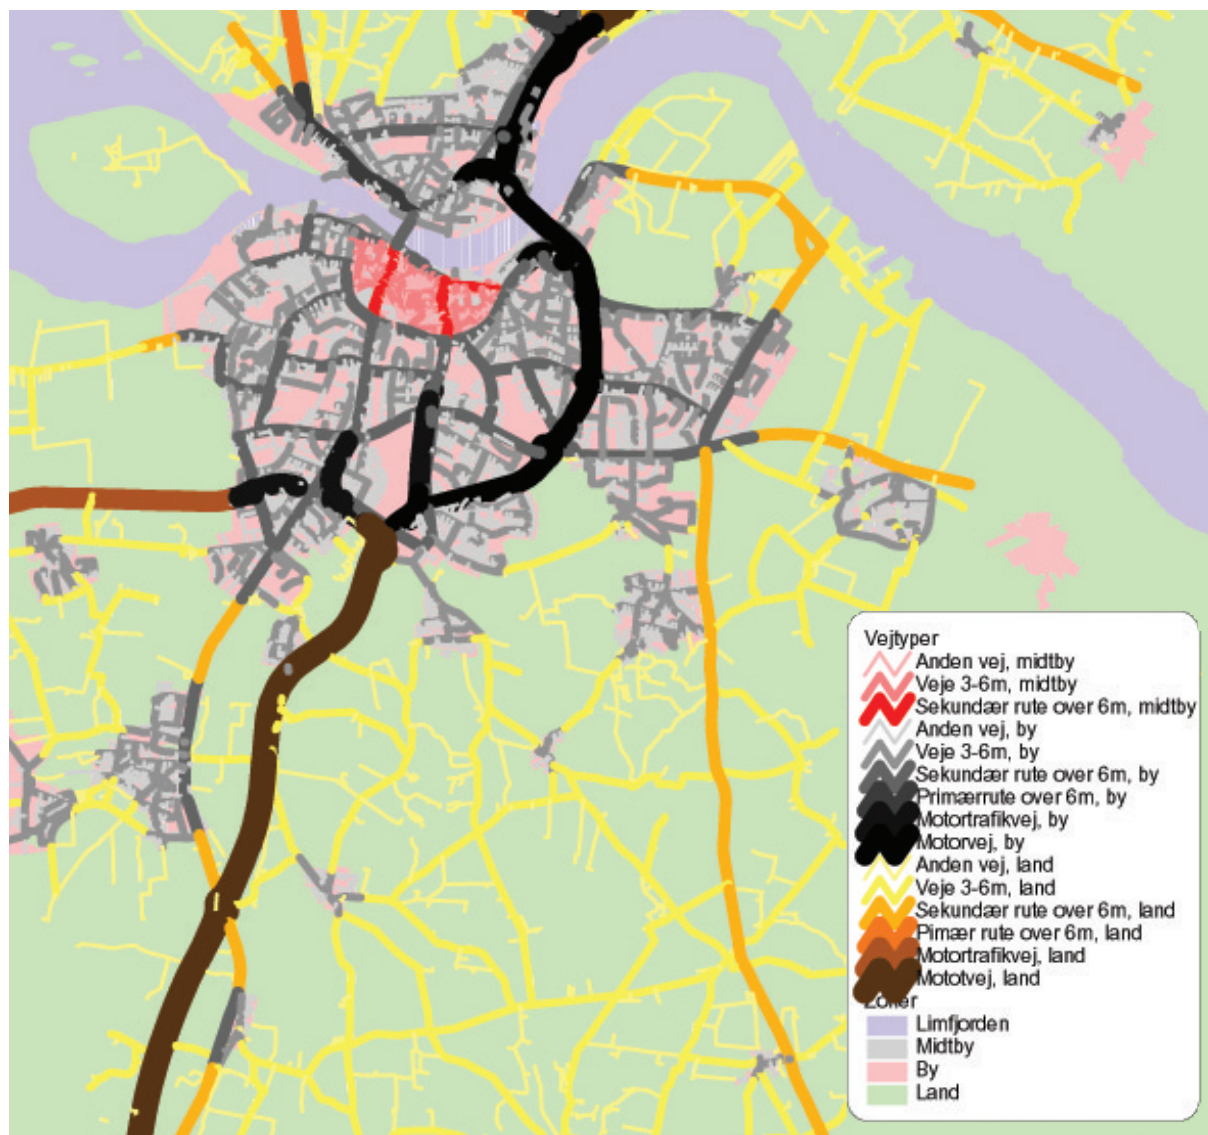 Vejtyper
Anden vej, midtby
Veje 3-6m, midtby
Sekundær rute over 6m, midtby
Anden vej, by
Veje 3-6m, by
Sekundær rute over 6m, by
Primærrute over 6m, by
Motortrafikvej, by
Motorvej, by
Anden vej, land
Veje 3-6m, land
Sekundær rute over 6m, land
Pimær rute over 6m, land
Motortrafikvej, land
Mototvej, land
Zoner
Limfjorden
Midtby
By
Land